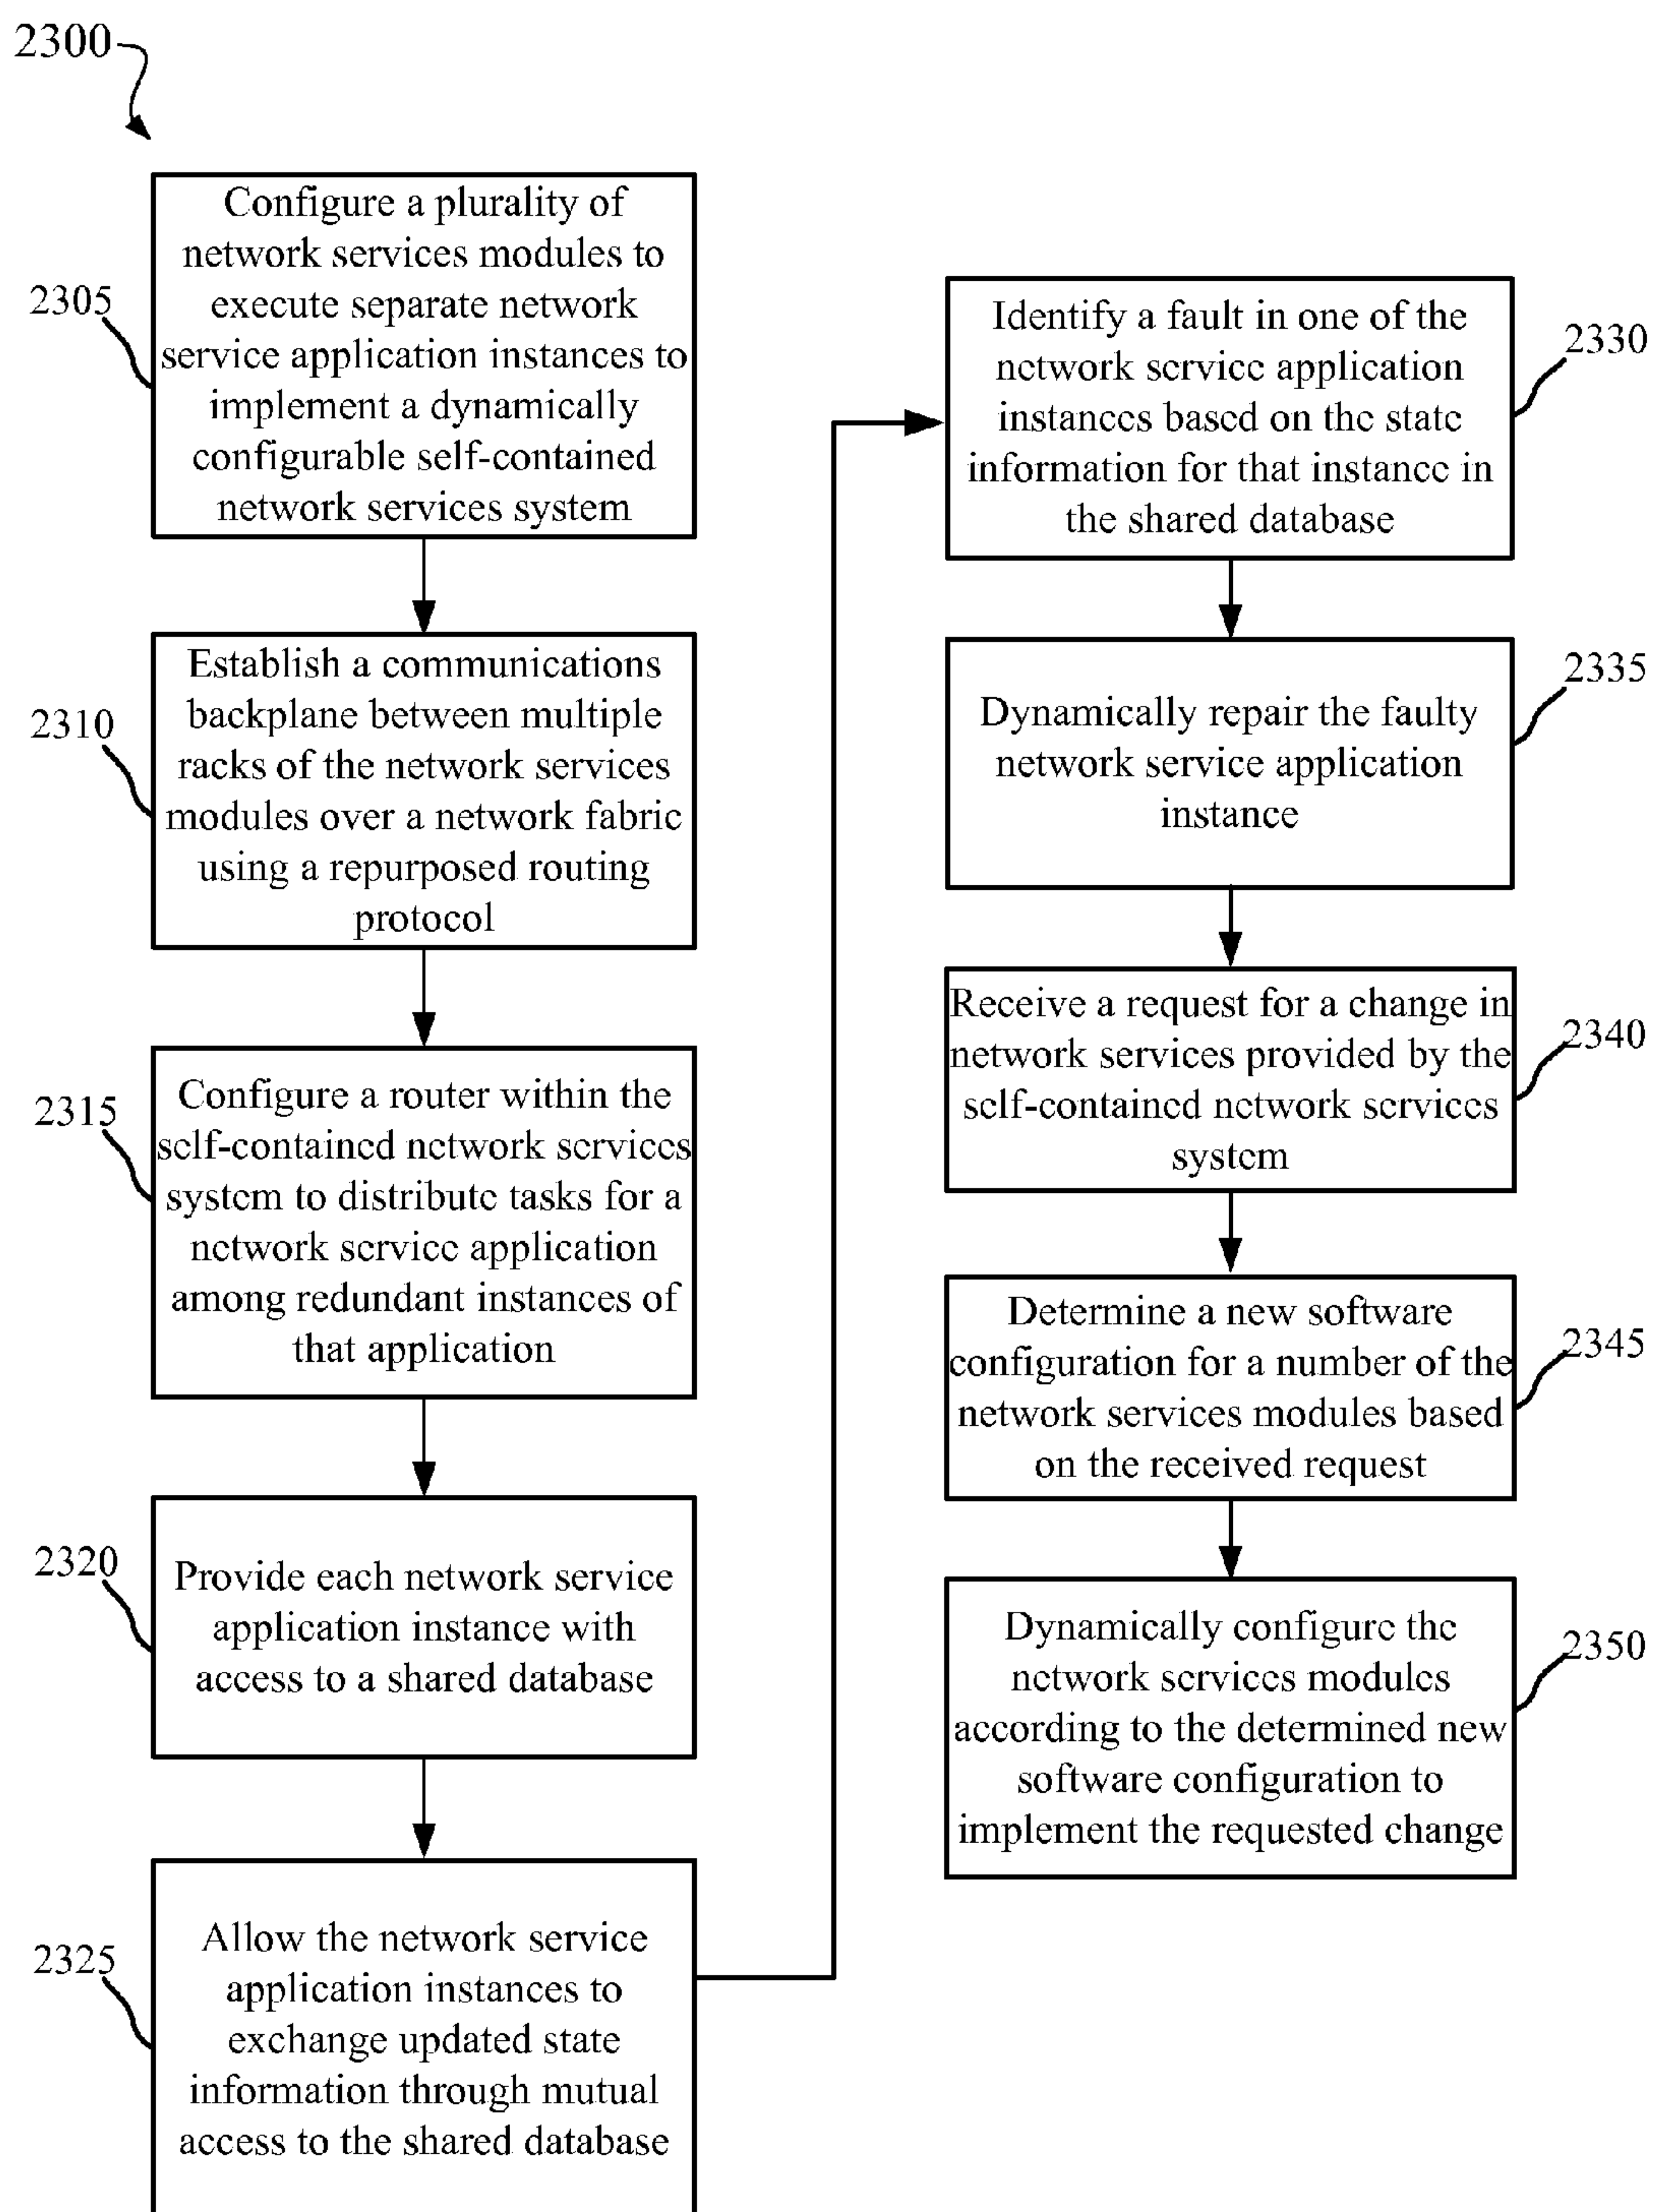 2300
2305
Configure a plurality of
network services modules to
execute separate network
service application instances to
implement a dynamically
configurable self-contained
network services system
2310
Establish a communications
backplane between multiple
racks of the network services
modules over a network fabric
using a repurposed routing
protocol
2315
Configure a router within the
self-contained network services
system to distribute tasks for a
network service application
among redundant instances of
that application
2320
Provide each network service
application instance with
access to a shared database
2325
Allow the network service
application instances to
exchange updated state
information through mutual
access to the shared database
2330
Identify a fault in one of the
network service application
instances based on the state
information for that instance in
the shared database
2335
Dynamically repair the faulty
network service application
instance
2340
Receive a request for a change in
network services provided by the
self-contained network services
system
2345
Determine a new software
configuration for a number of the
network services modules based
on the received request
2350
Dynamically configure the
network services modules
according to the determined new
software configuration to
implement the requested change